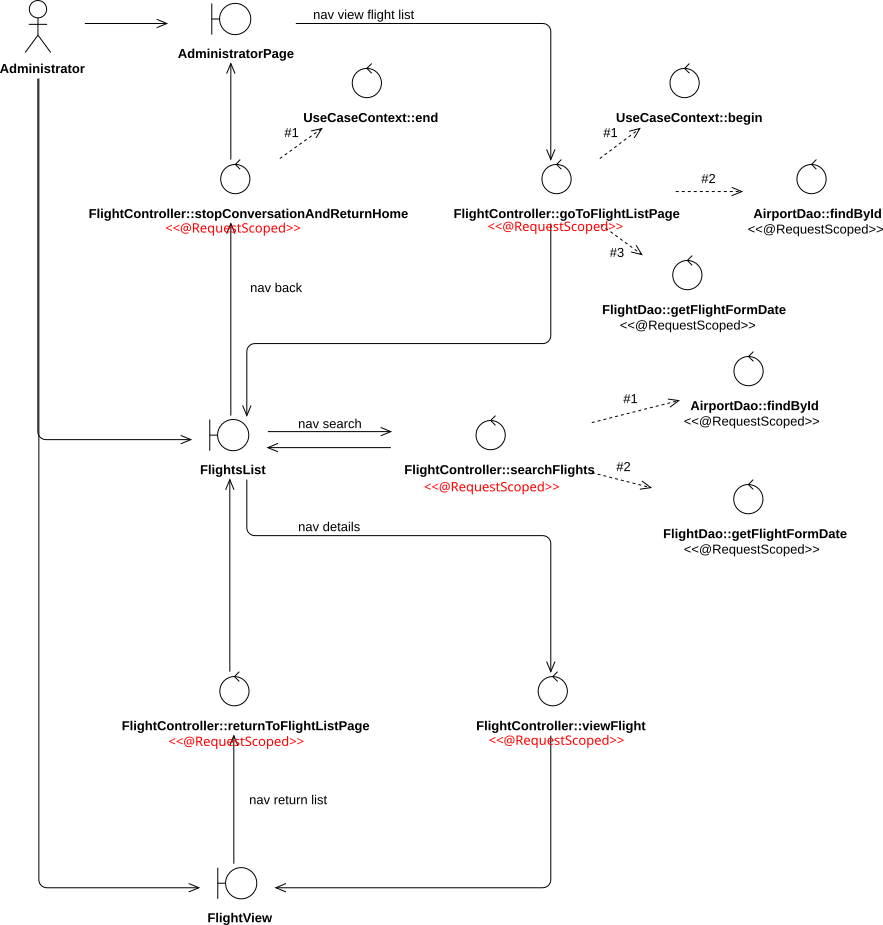 nav view flight list
AdministratorPage
Administrator
UseCaseContext::end
UseCaseContext::begin
#1
#1
#2
FlightController::stopConversationAndReturnHome
<<@RequestScoped>>
FlightController::goToFlightListPage
<<@RequestScoped>>
AirportDao::findById
<<@RequestScoped>>
#3
nav back
FlightDao::getFlightFormDate
<<@RequestScoped>>
#1
AirportDao::findById
<<@RequestScoped>>
nav search
FlightsList
FlightController::searchFlights
<<@RequestScoped>>
#2
nav details
FlightDao::getFlightFormDate
<<@RequestScoped>>
FlightController::returnToFlightListPage
<<@RequestScoped>>
FlightController::viewFlight
<<@RequestScoped>>
nav return list
FlightView